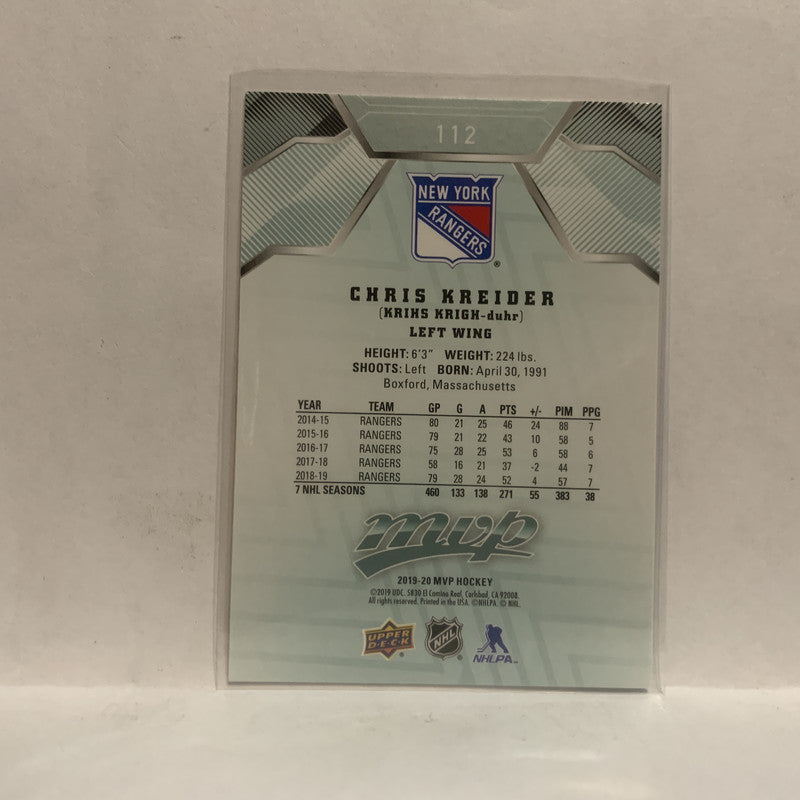 112
NEW YORK
RANGERS
®
CHRIS KREIDER
(KRIHS KRIGH-duhr)
LEFT WING
HEIGHT: 6'3" WEIGHT: 224 lbs.
SHOOTS: Left BORN: April 30, 1991
Boxford, Massachusetts
YEAR TEAM GP G A PTS +/- PIM PPG
2014-15 RANGERS 80 21 25 46 24 88 7
2015-16 RANGERS 79 21 22 43 10 58 5
2016-17 RANGERS 75 28 25 53 6 58 6
2017-18 RANGERS 58 16 21 37 -2 44 7
2018-19 RANGERS 79 28 24 52 4 57 7
7 NHL SEASONS 460 133 138 271 55 383 38
mvp
2019-20 MVP HOCKEY
©2019 UDC. 5830 El Camino Real, Carlsbad, CA 92008.
All rights reserved. Printed in the USA. ©NHLPA. © NHL.
UPPER DECK ® NHL ® NHLPA™